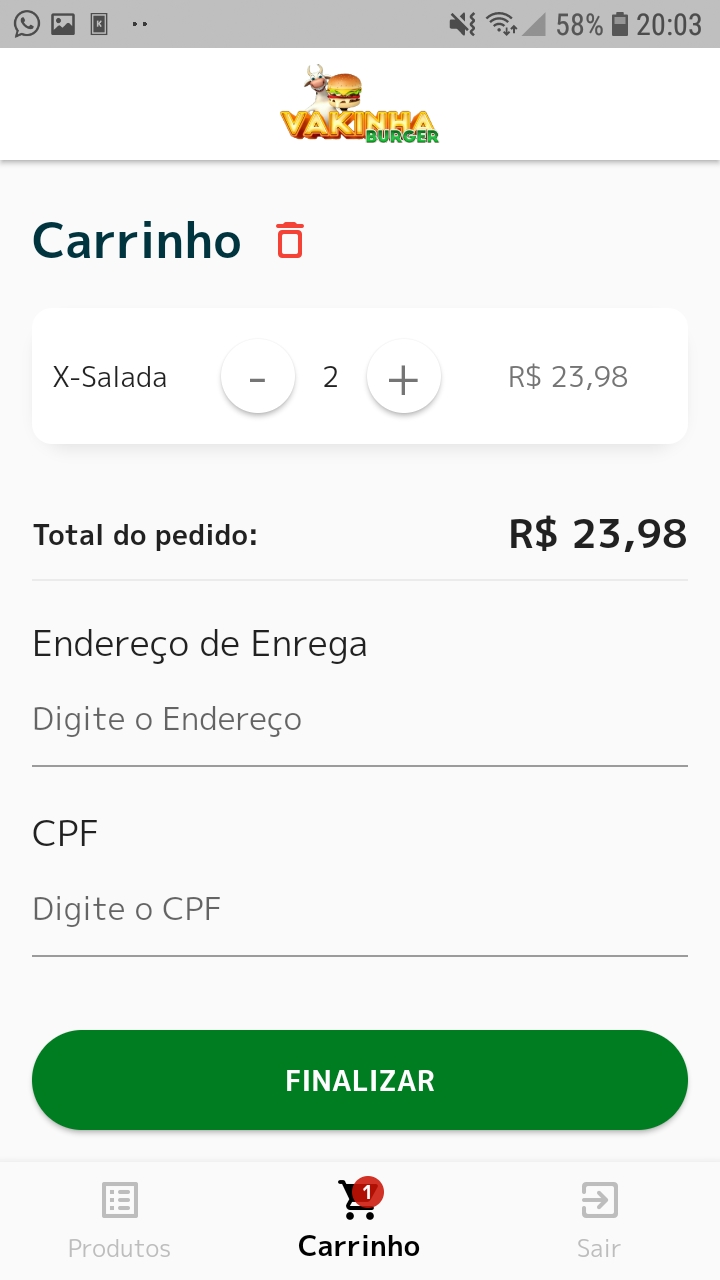 58% 20:03
VAKINHA
BURGER
Carrinho
X-Salada - 2 + R$ 23,98
Total do pedido: R$ 23,98
Endereço de Enrega
Digite o Endereço
CPF
Digite o CPF
FINALIZAR
1
Produtos Carrinho Sair